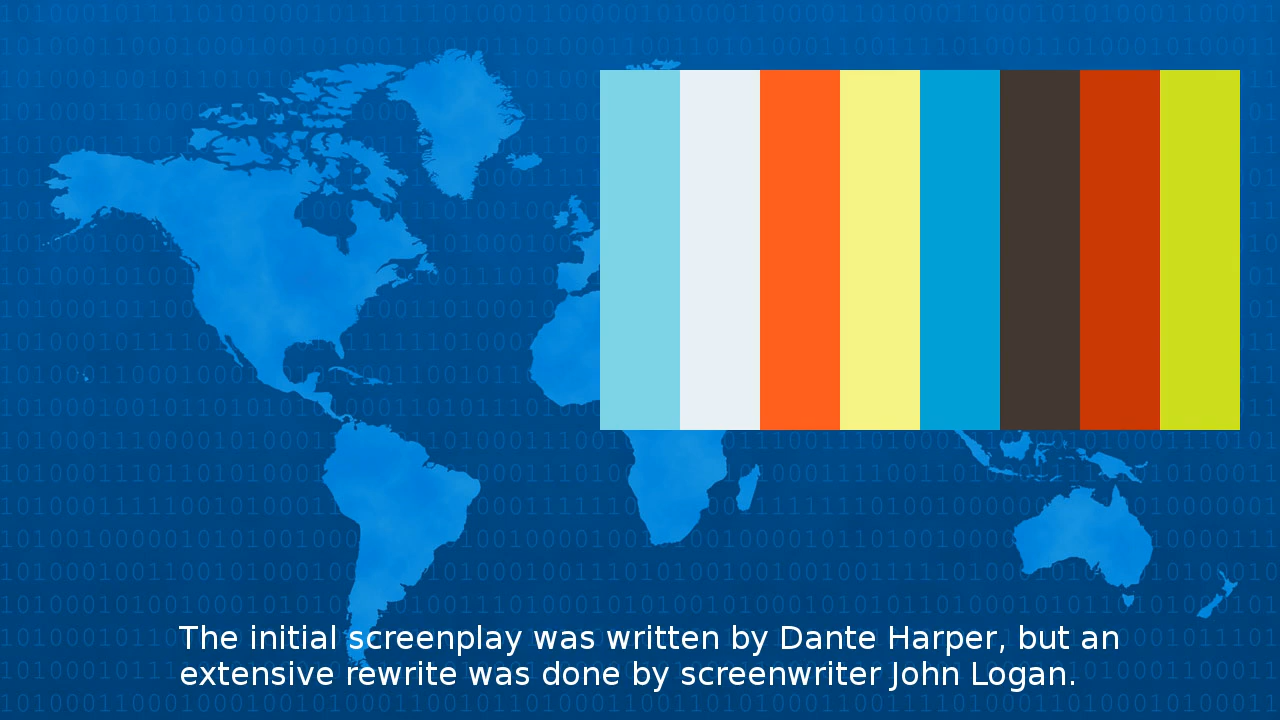 The initial screenplay was written by Dante Harper, but an
extensive rewrite was done by screenwriter John Logan.